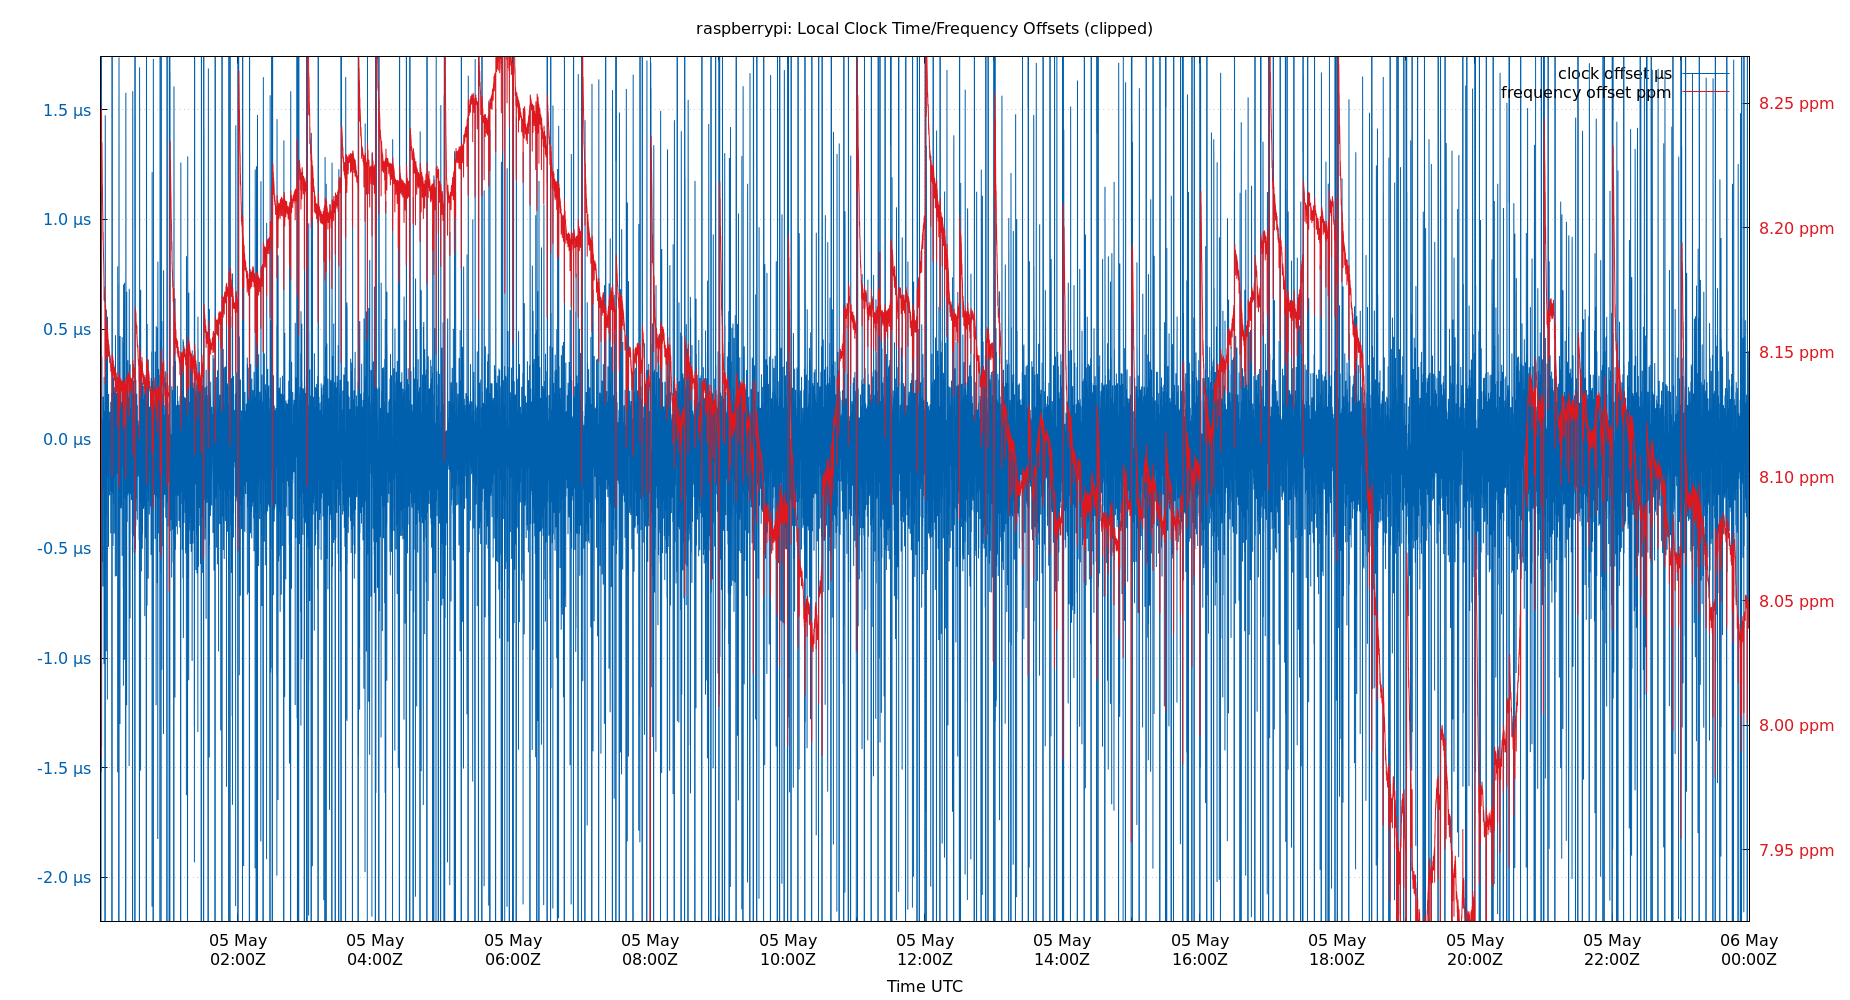 raspberrypi: Local Clock Time/Frequency Offsets (clipped)
clock offset µs
frequency offset ppm
1.5 µs
1.0 µs
0.5 µs
0.0 µs
-0.5 µs
-1.0 µs
-1.5 µs
-2.0 µs
8.25 ppm
8.20 ppm
8.15 ppm
8.10 ppm
8.05 ppm
8.00 ppm
7.95 ppm
05 May 05 May 05 May 05 May 05 May 05 May 05 May 05 May 05 May 05 May 05 May 06 May
02:00Z 04:00Z 06:00Z 08:00Z 10:00Z 12:00Z 14:00Z 16:00Z 18:00Z 20:00Z 22:00Z 00:00Z
Time UTC